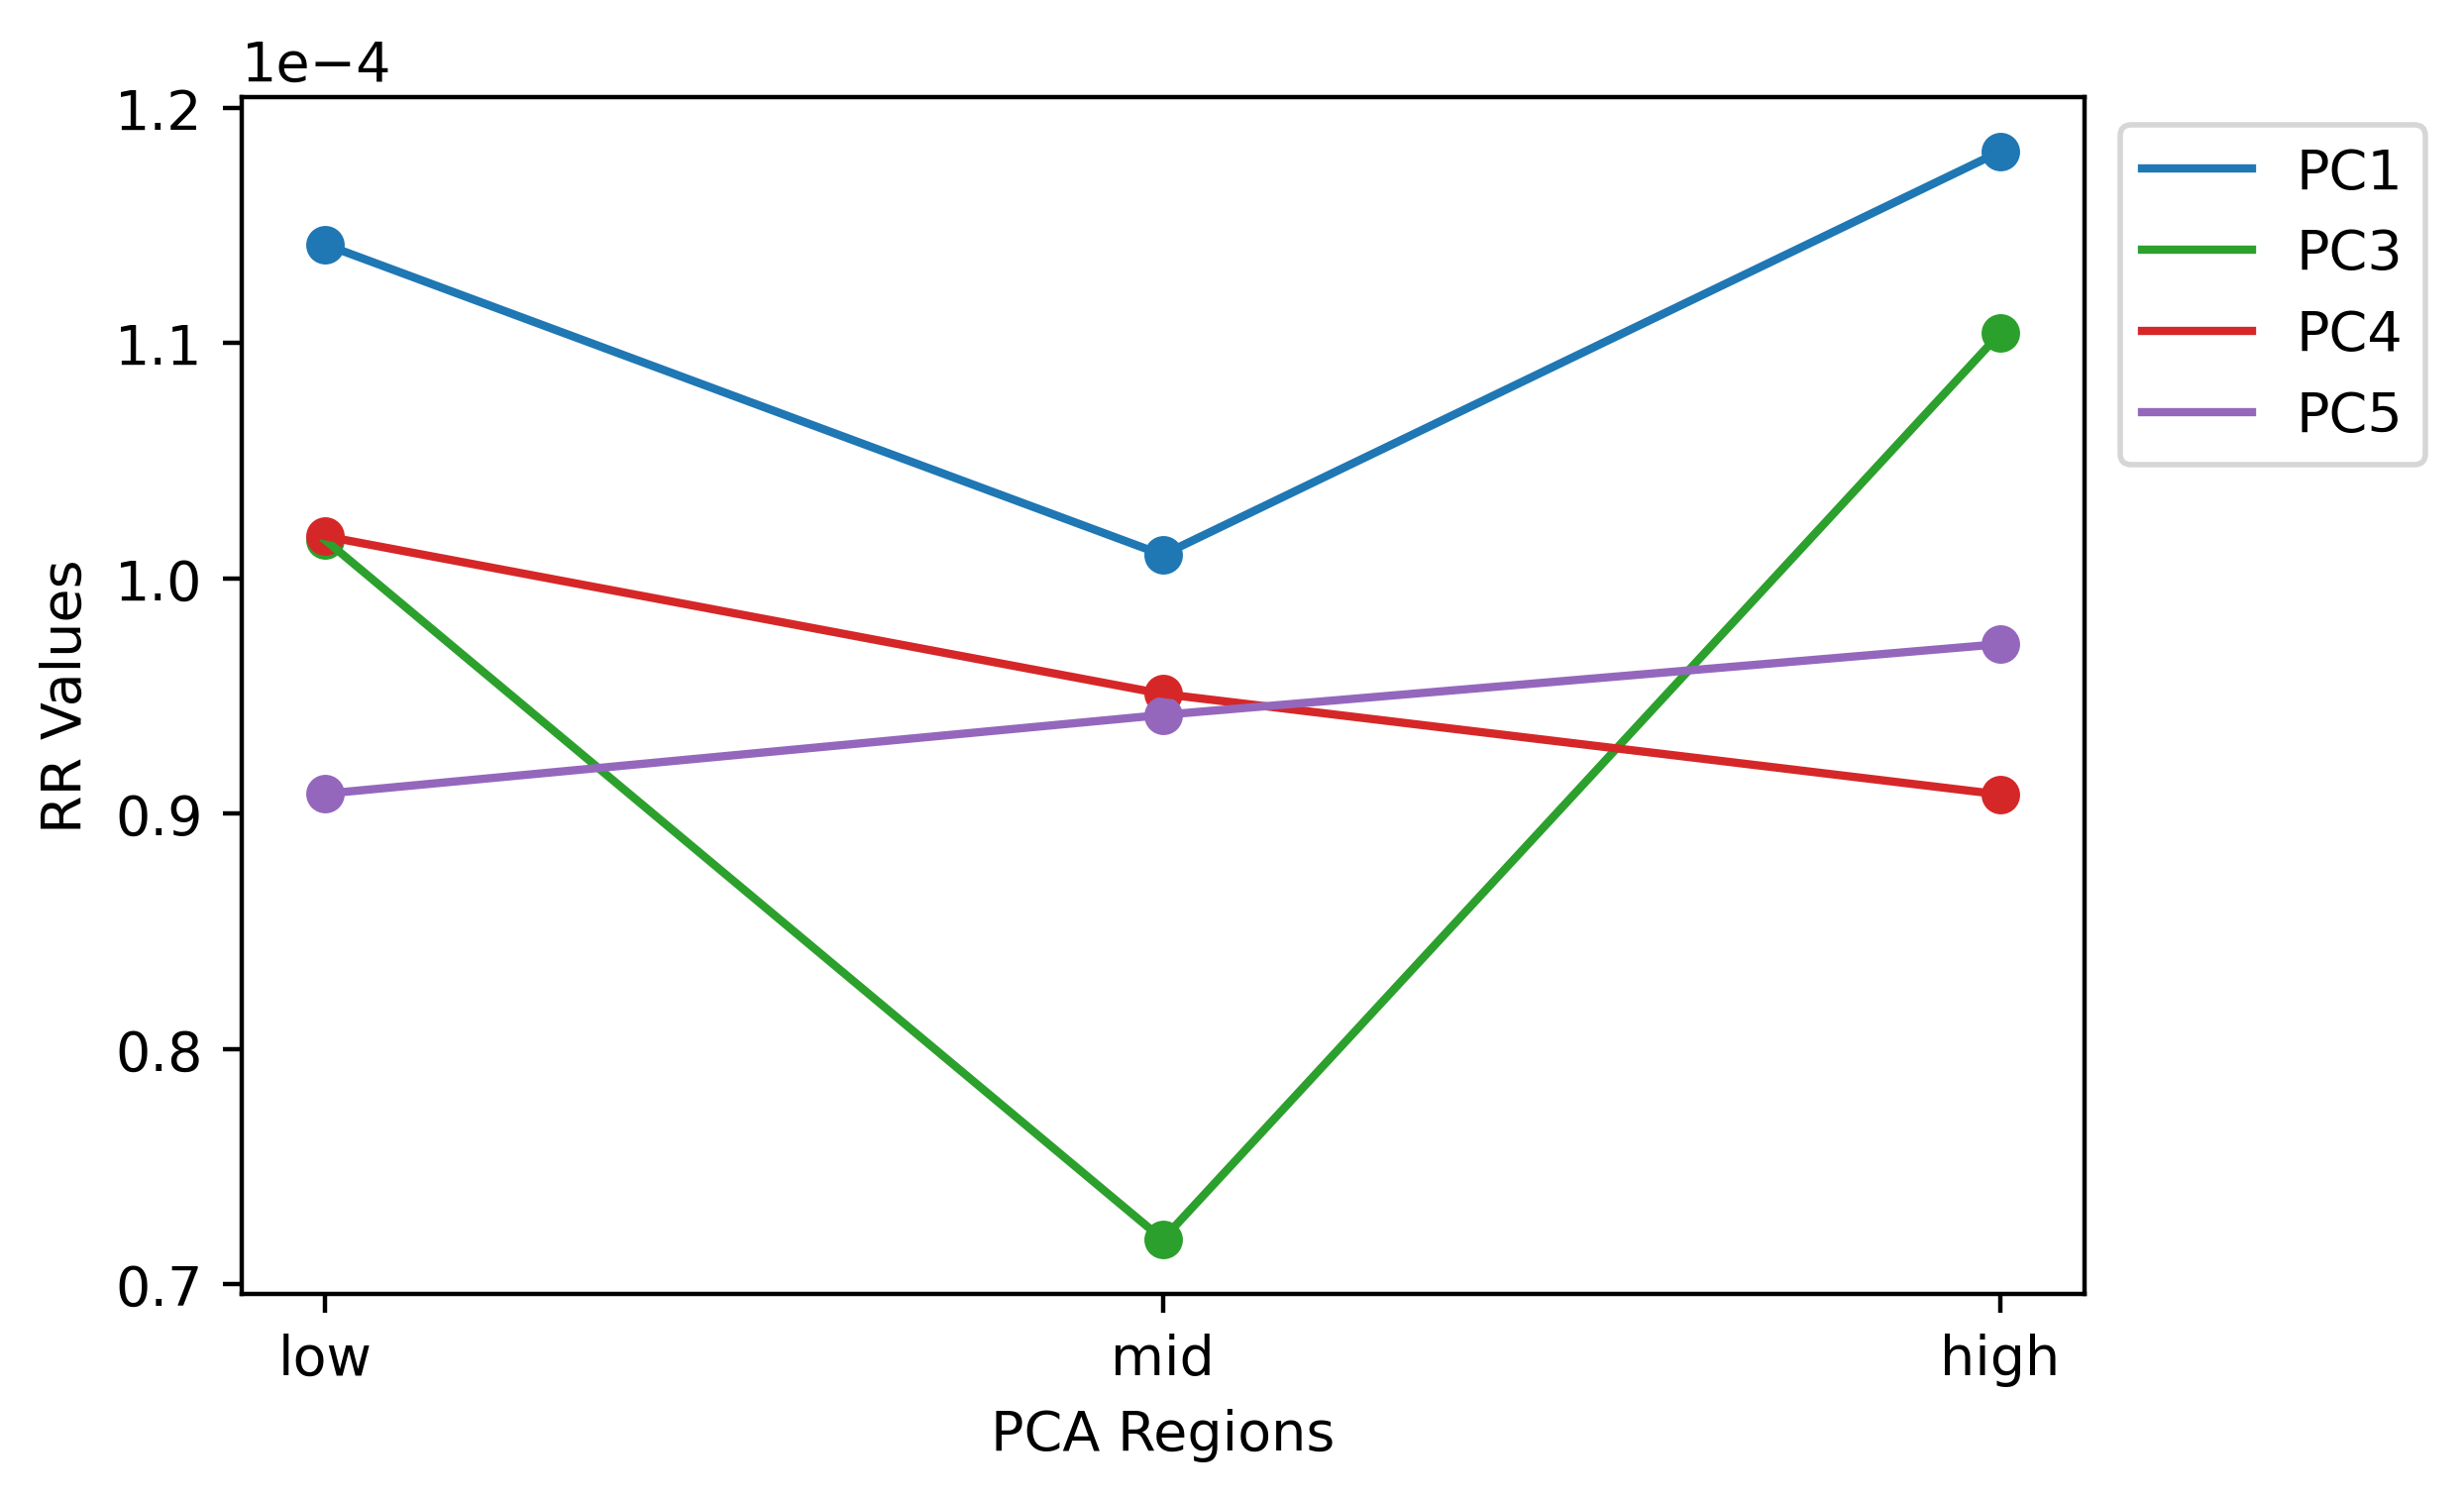 1e−4
1.2
1.1
1.0
0.9
0.8
0.7
RR Values
low
mid
high
PCA Regions
PC1
PC3
PC4
PC5